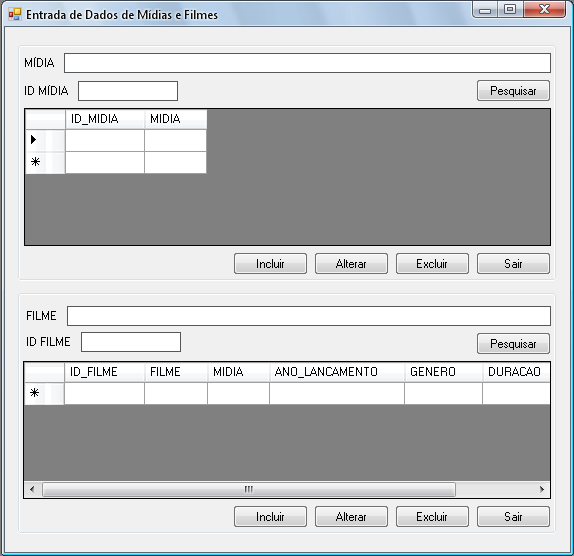 Entrada de Dados de Mídias e Filmes
MÍDIA
ID MÍDIA Pesquisar
ID_MIDIA MIDIA
Incluir Alterar Excluir Sair
FILME
ID FILME Pesquisar
ID_FILME FILME MIDIA ANO_LANCAMENTO GENERO DURACAO
Incluir Alterar Excluir Sair